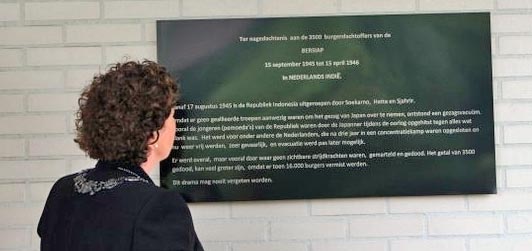 Ter nagedachtenis aan de 3500 burgerslachtoffers van de
BERSIAP
15 september 1945 tot 15 april 1946
in NEDERLANDS INDIË.
17 augustus 1945 is de Republiek Indonesia uitgeroepen door Soekarno, Hatta en Sjahrir.
er geen geallieerde troepen aanwezig waren om het gezag van Japan over te nemen, ontstond een gezagsvacuüm.
de jongeren (pemoeda's) van de Republiek waren door de Japanner tijdens de oorlog opgehitst tegen alles wat
was. Het werd voor onder andere de Nederlanders, die na drie jaar in een concentratiekamp waren opgesloten en
weer vrij werden, zeer gevaarlijk, en evacuatie werd pas later mogelijk.
Er werd overal, maar vooral daar waar geen zichtbare strijdkrachten waren, gemarteld en gedood. Het getal van 3500
gedood, kan veel groter zijn, omdat er toen 16.000 burgers vermist werden.
Dit drama mag nooit vergeten worden.